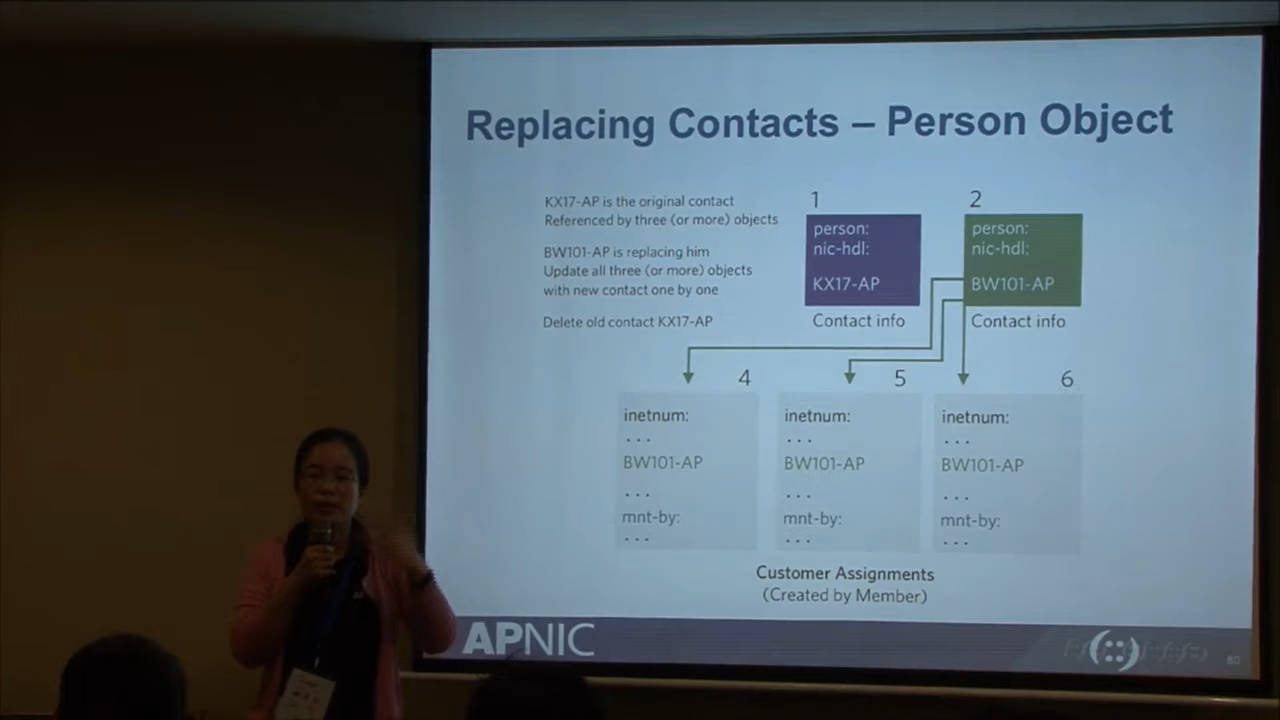 Replacing Contacts – Person Object
KX17-AP is the original contact
Referenced by three (or more) objects
BW101-AP is replacing him
Update all three (or more) objects
with new contact one by one
Delete old contact KX17-AP
1
person:
nic-hdl:
KX17-AP
Contact info
2
person:
nic-hdl:
BW101-AP
Contact info
4
inetnum:
. . .
BW101-AP
. . .
mnt-by:
. . .
5
inetnum:
. . .
BW101-AP
. . .
mnt-by:
. . .
6
inetnum:
. . .
BW101-AP
. . .
mnt-by:
. . .
Customer Assignments
(Created by Member)
APNIC
80